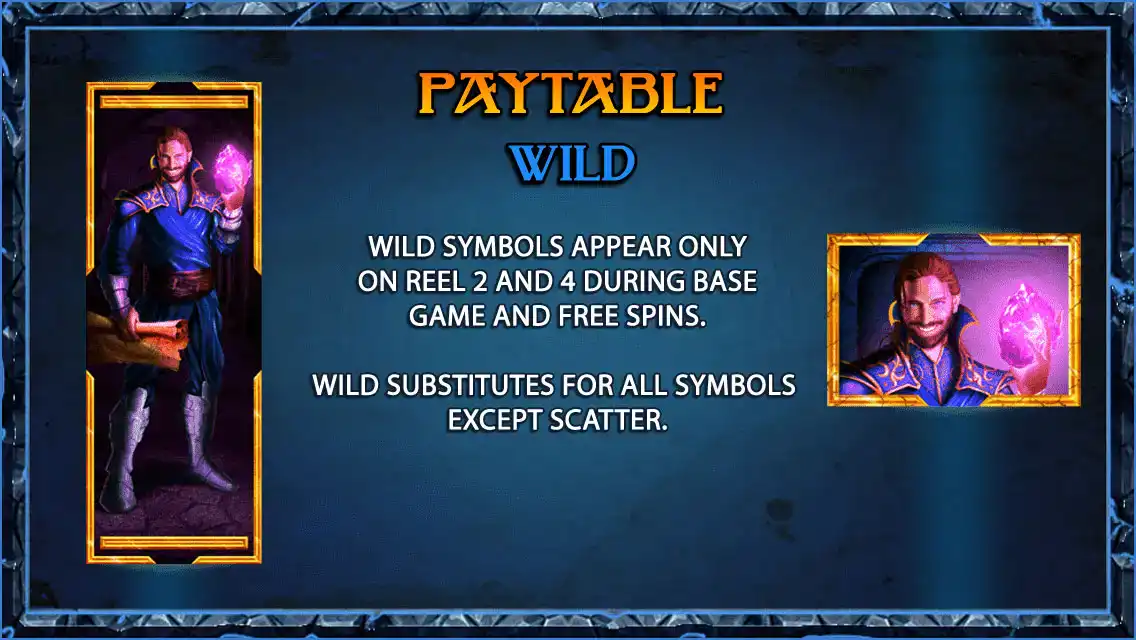 PAYTABLE
WILD
WILD SYMBOLS APPEAR ONLY
ON REEL 2 AND 4 DURING BASE
GAME AND FREE SPINS.
WILD SUBSTITUTES FOR ALL SYMBOLS
EXCEPT SCATTER.